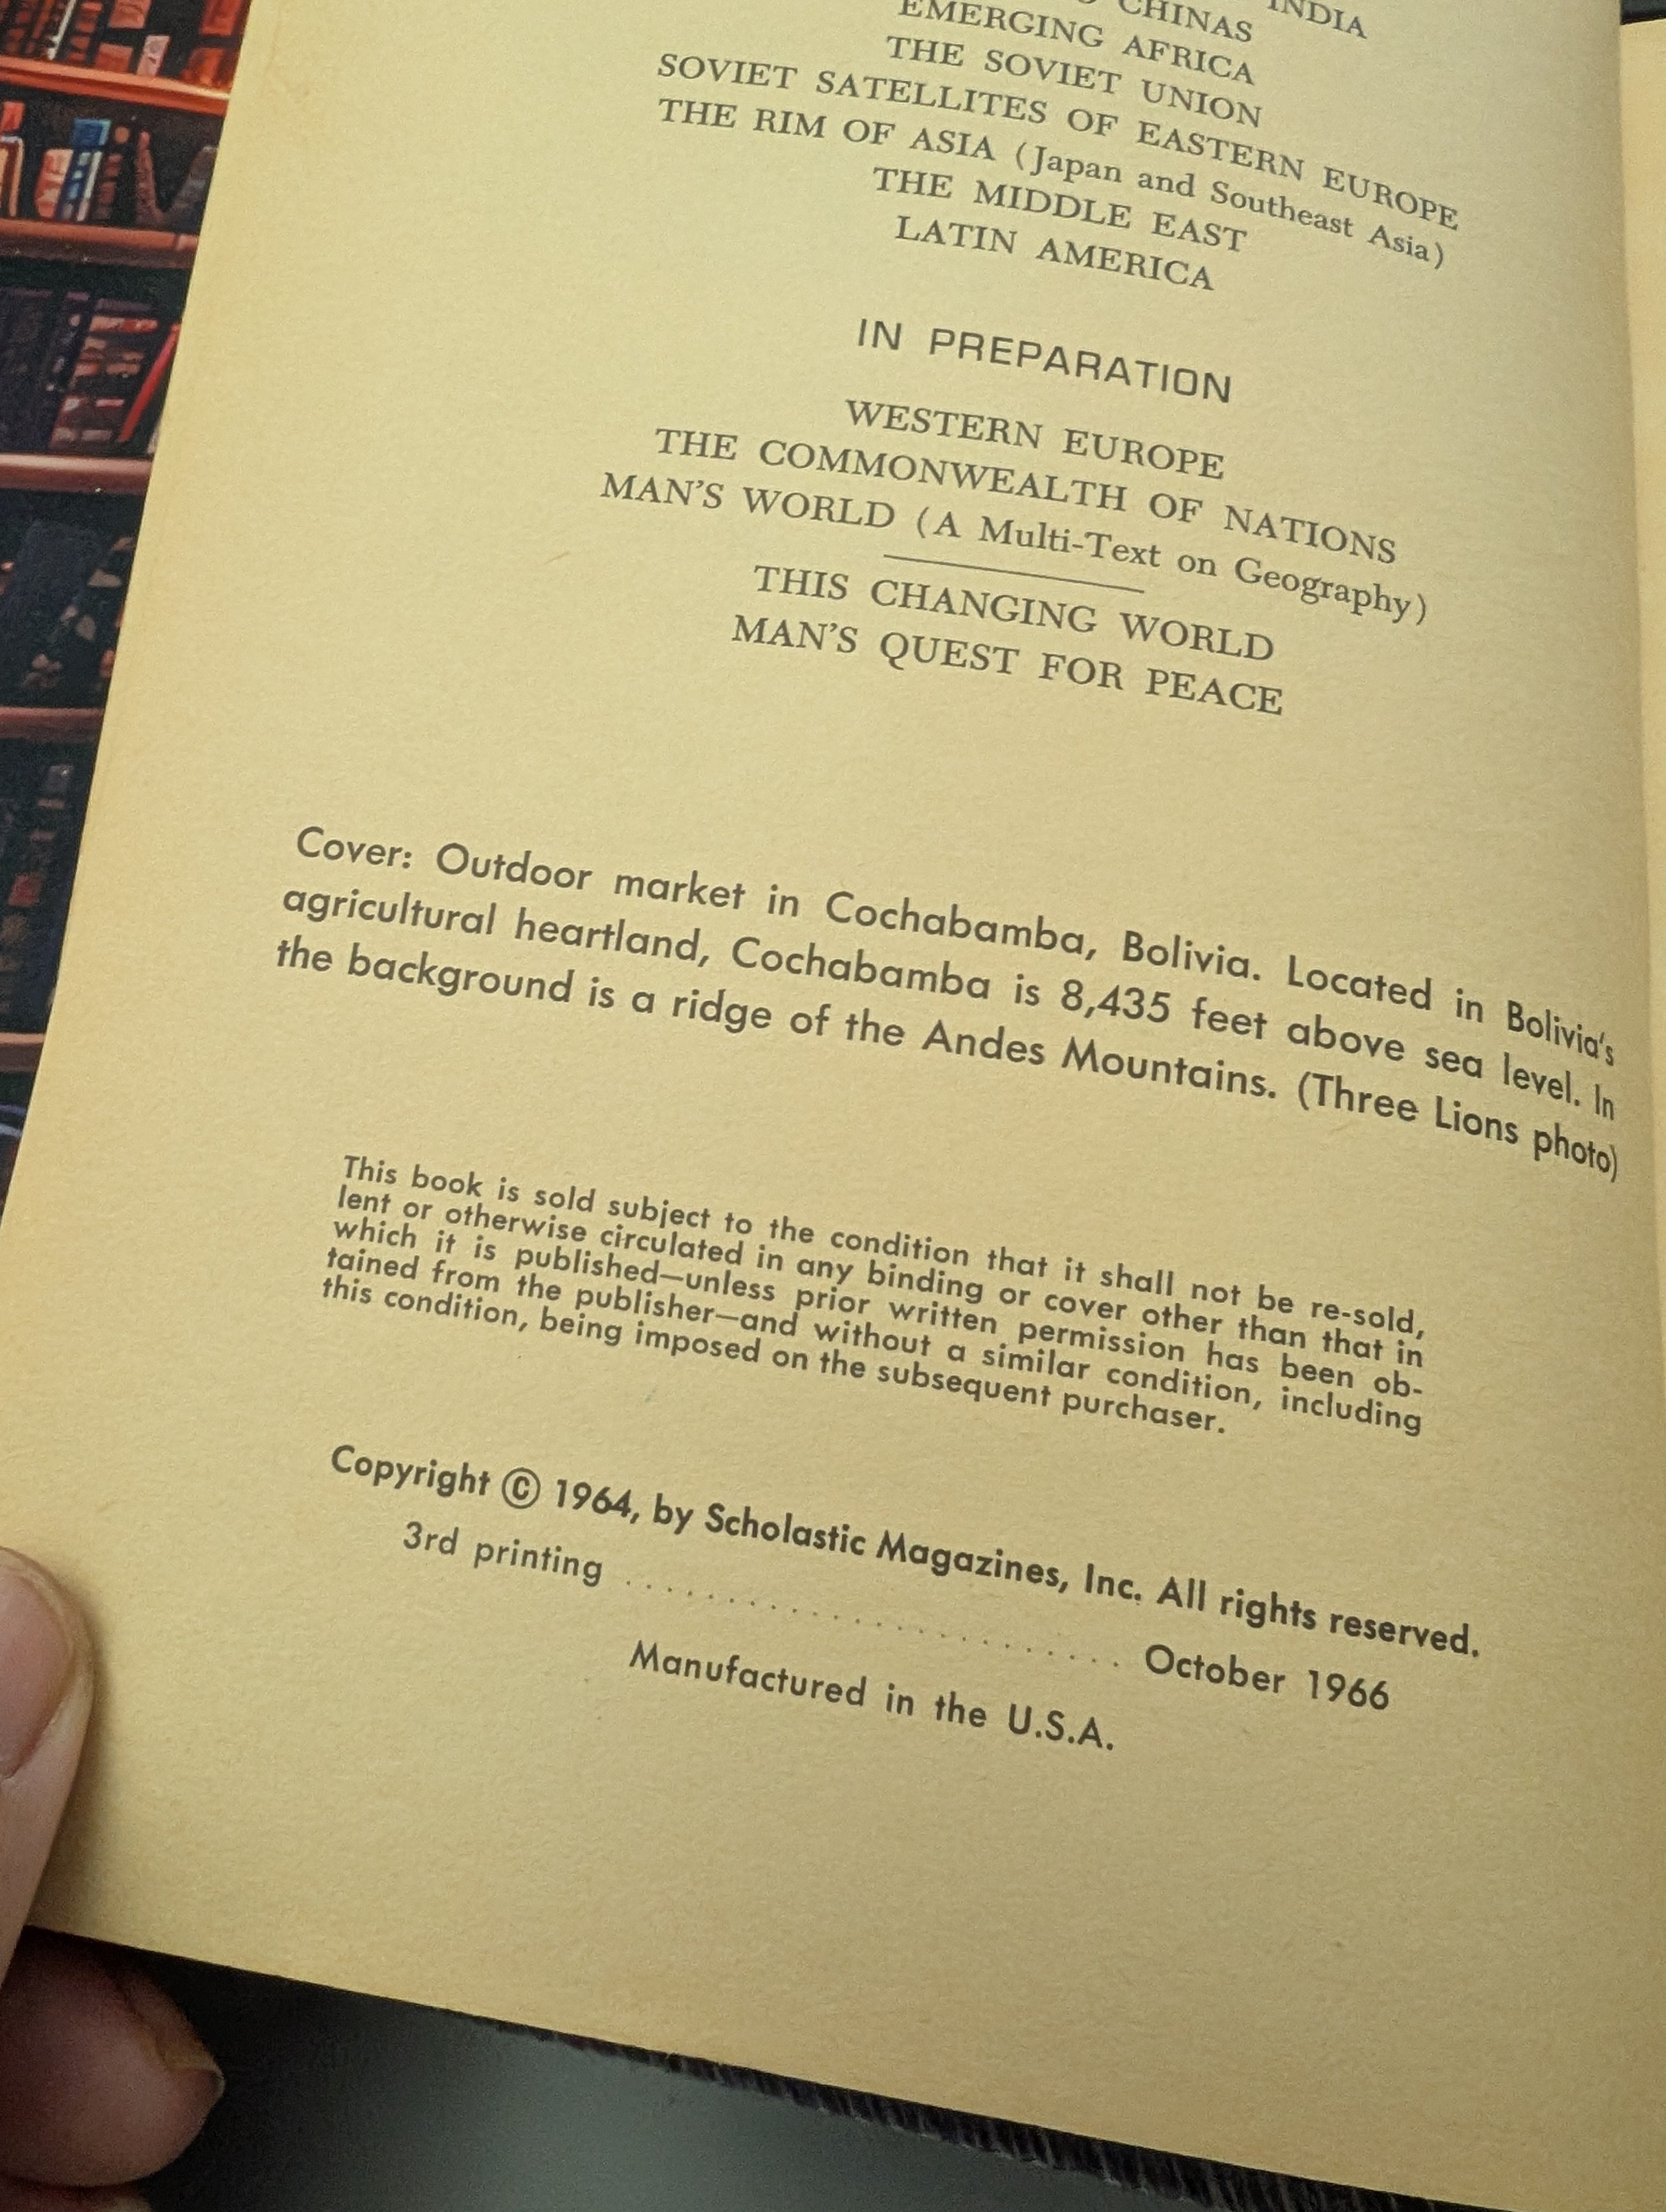 INDIA
CHINAS
EMERGING AFRICA
THE SOVIET UNION
SOVIET SATELLITES OF EASTERN EUROPE
THE RIM OF ASIA (Japan and Southeast Asia)
THE MIDDLE EAST
LATIN AMERICA
IN PREPARATION
WESTERN EUROPE
THE COMMONWEALTH OF NATIONS
MAN'S WORLD (A Multi-Text on Geography)
THIS CHANGING WORLD
MAN'S QUEST FOR PEACE
Cover: Outdoor market in Cochabamba, Bolivia. Located in Bolivia's
agricultural heartland, Cochabamba is 8,435 feet above sea level. In
the background is a ridge of the Andes Mountains. (Three Lions photo)
This book is sold subject to the condition that it shall not be re-sold,
lent or otherwise circulated in any binding or cover other than that in
which it is published—unless prior written permission has been ob-
tained from the publisher—and without a similar condition, including
this condition, being imposed on the subsequent purchaser.
Copyright © 1964, by Scholastic Magazines, Inc. All rights reserved.
3rd printing ........................ October 1966
Manufactured in the U.S.A.